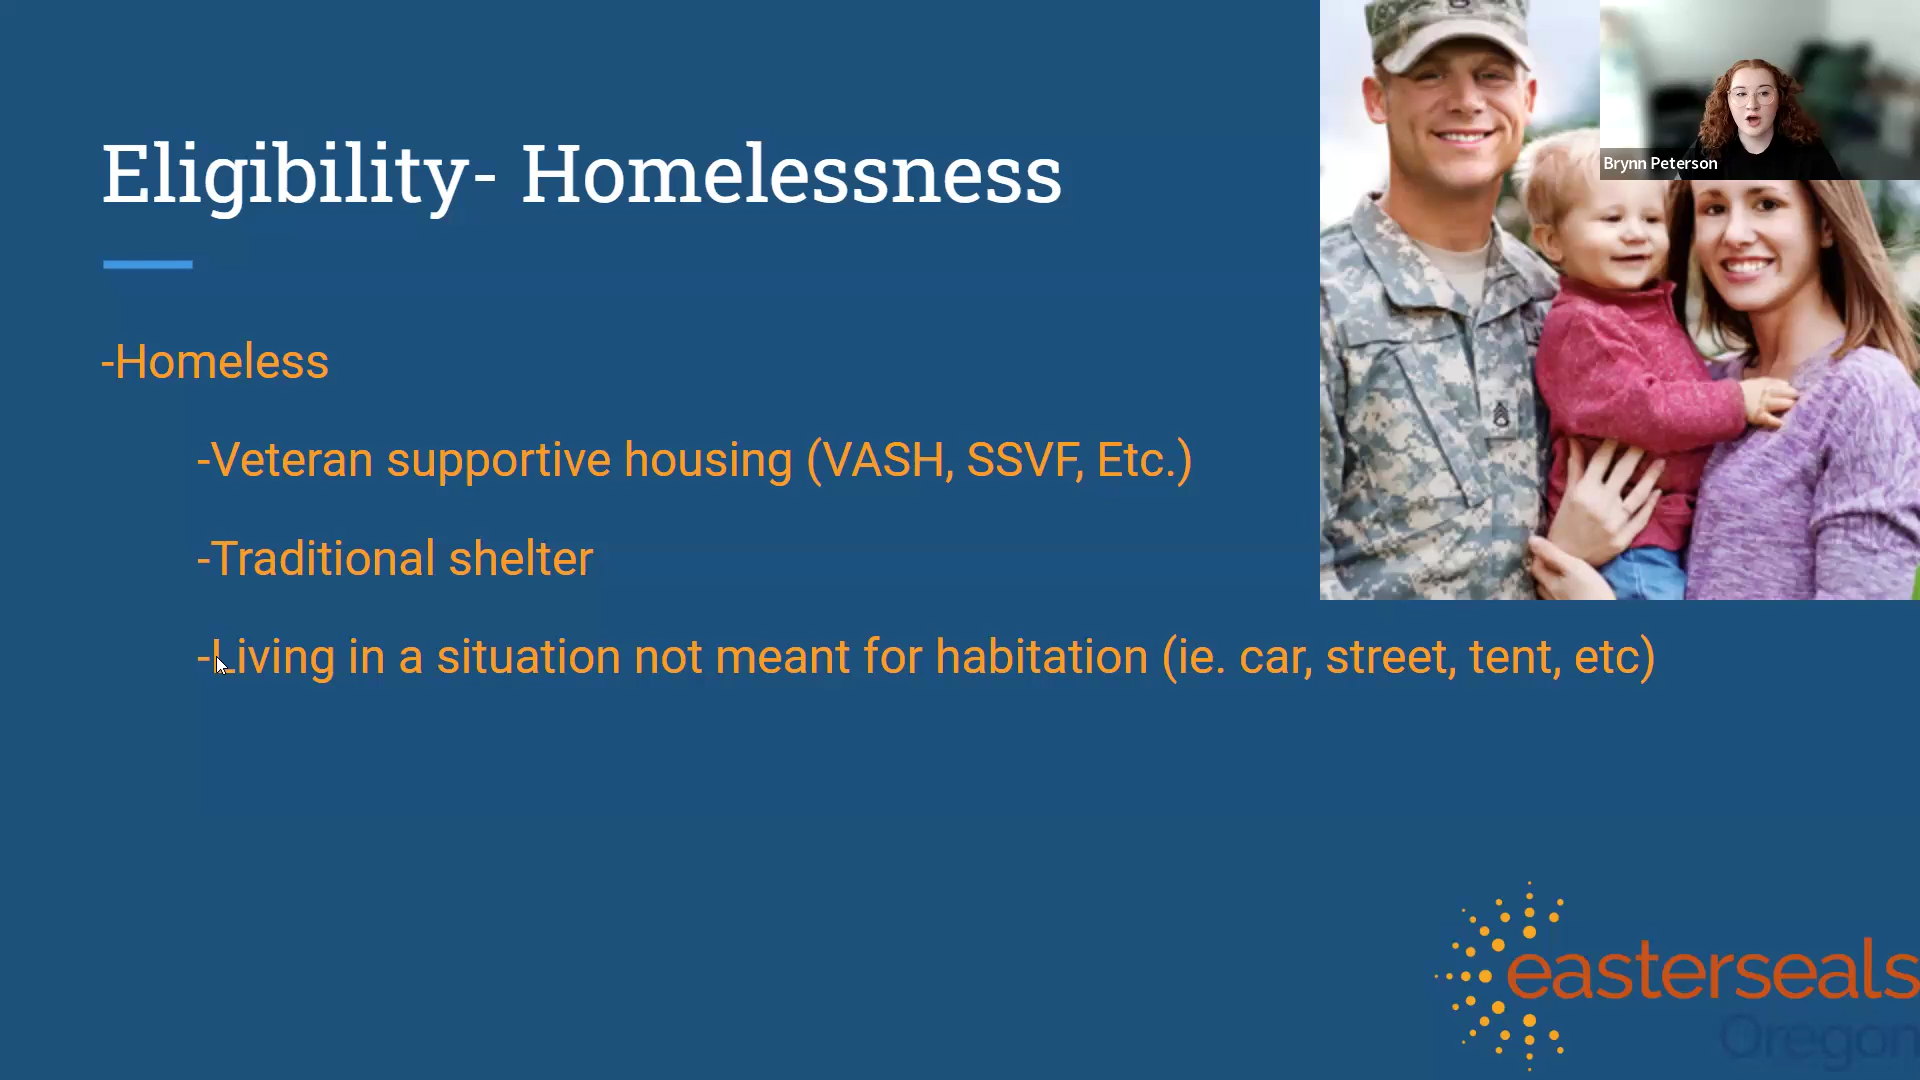 Eligibility- Homelessness
Brynn Peterson
-Homeless
-Veteran supportive housing (VASH, SSVF, Etc.)
-Traditional shelter
-Living in a situation not meant for habitation (ie. car, street, tent, etc)
easterseals
Oregon